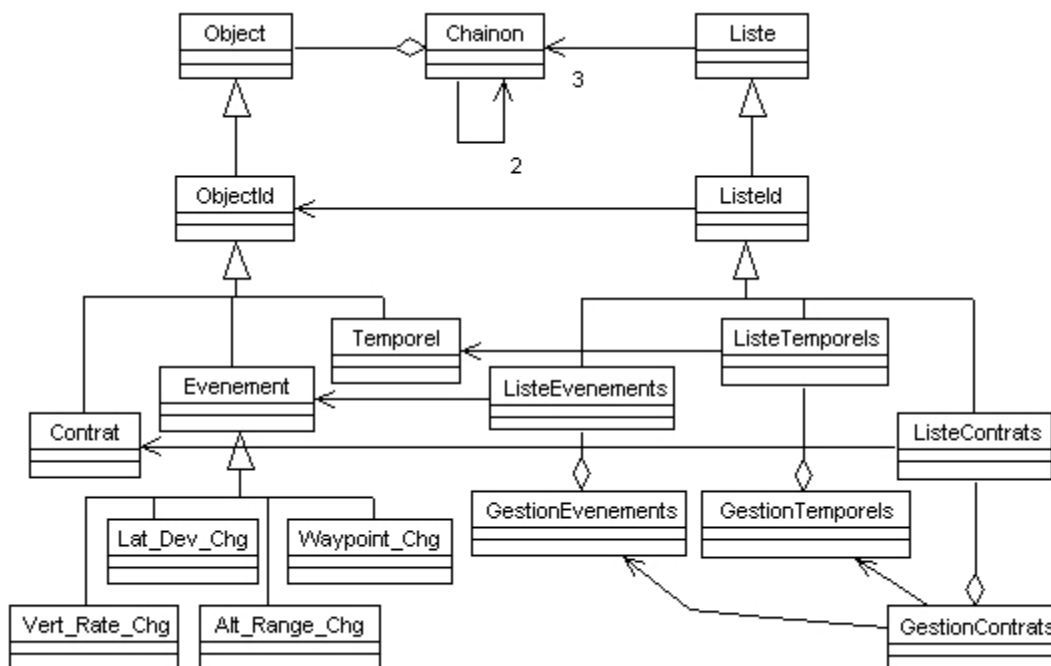 Object
Chainon
Liste
3
2
ObjectId
ListeId
Temporel
ListeTemporels
Evenement
ListeEvenements
Contrat
ListeContrats
GestionEvenements
GestionTemporels
Lat_Dev_Chg
Waypoint_Chg
Vert_Rate_Chg
Alt_Range_Chg
GestionContrats